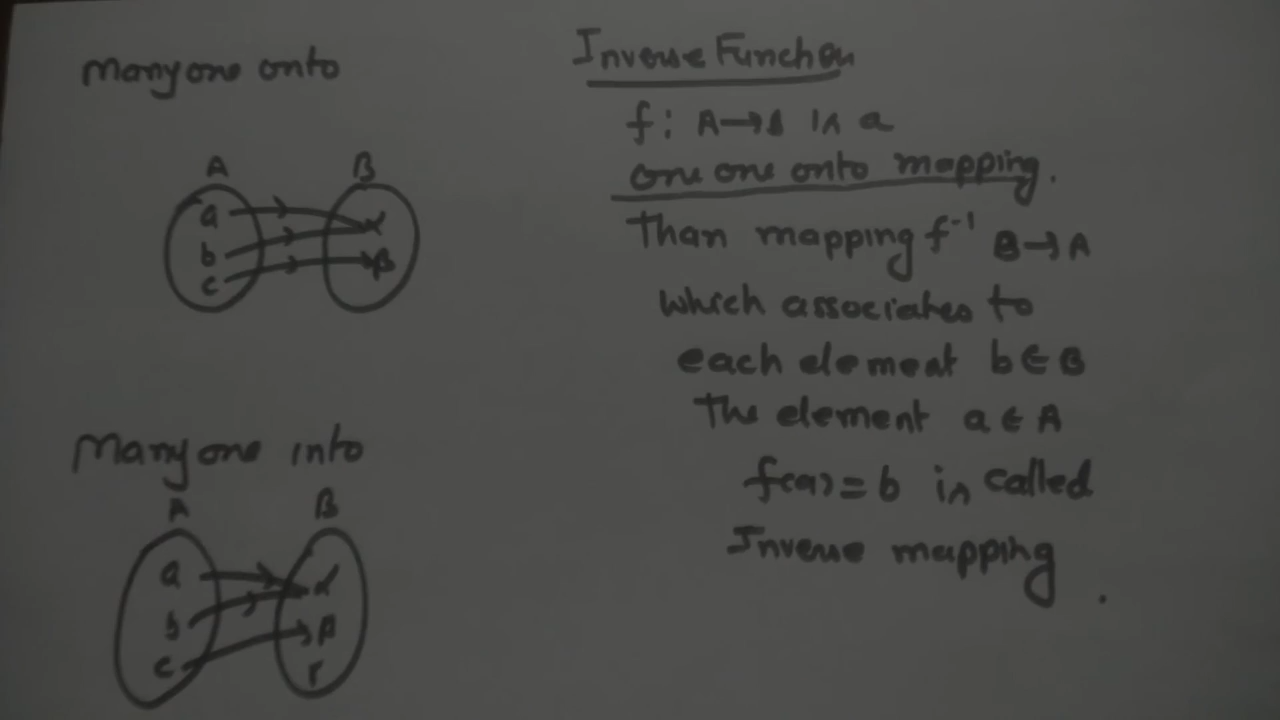 Many one onto
A B
a α
b
c β
Many one into
A B
a α
b β
c r
Inverse Function
f: A→B is a
one one onto mapping.
Than mapping f⁻¹ B→A
which associates to
each element b∈B
The element a∈A
f(a)=b is called
Inverse mapping